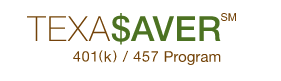 TEXA$AVER℠
401(k) / 457 Program